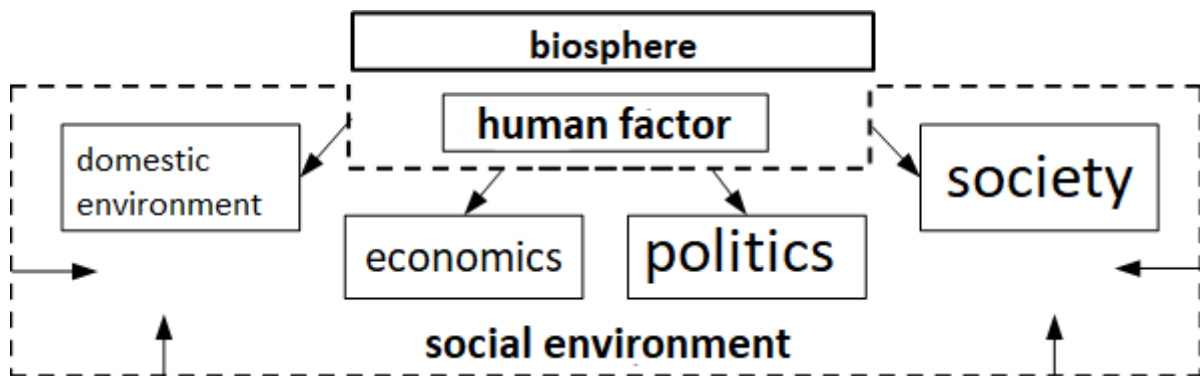 biosphere
human factor
domestic
environment
society
economics
politics
social environment